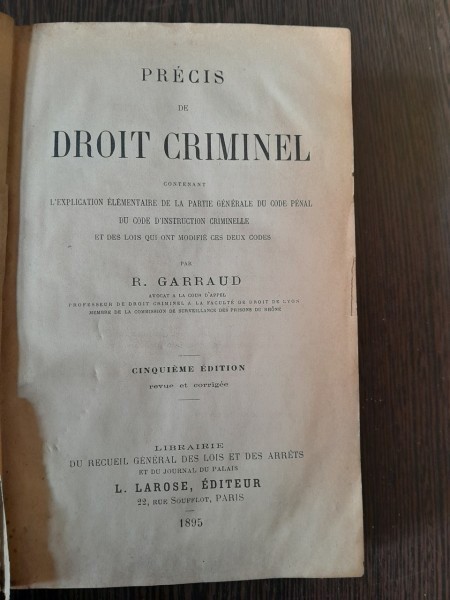 PRÉCIS
DE
DROIT CRIMINEL
CONTENANT
L'EXPLICATION ÉLÉMENTAIRE DE LA PARTIE GÉNÉRALE DU CODE PÉNAL
DU CODE D'INSTRUCTION CRIMINELLE
ET DES LOIS QUI ONT MODIFIÉ CES DEUX CODES
PAR
R. GARRAUD
AVOCAT A LA COUR D'APPEL
PROFESSEUR DE DROIT CRIMINEL A LA FACULTÉ DE DROIT DE LYON
MEMBRE DE LA COMMISSION DE SURVEILLANCE DES PRISONS DU RHÔNE
CINQUIÈME ÉDITION
revue et corrigée
LIBRAIRIE
DU RECUEIL GÉNÉRAL DES LOIS ET DES ARRÊTS
ET DU JOURNAL DU PALAIS
L. LAROSE, ÉDITEUR
22, RUE SOUFFLOT, PARIS
1895